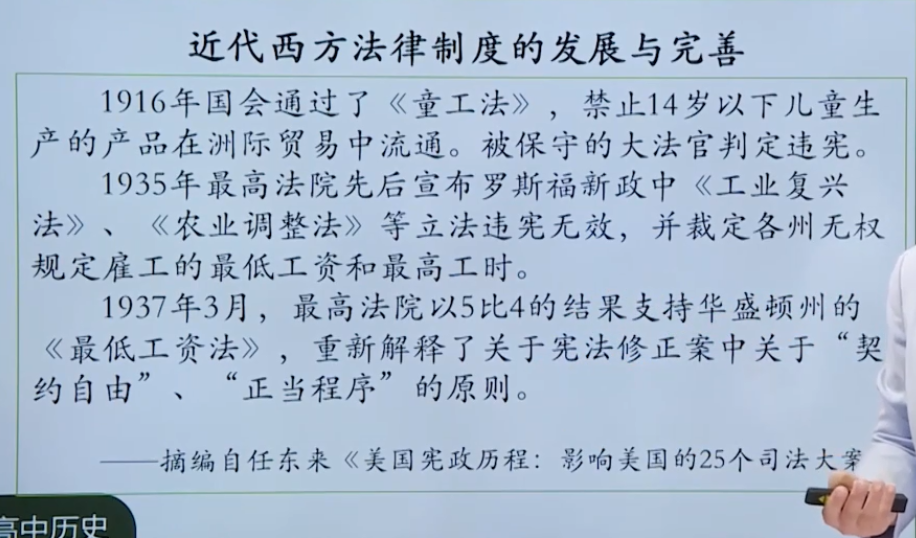 近代西方法律制度的发展与完善
1916年国会通过了《童工法》，禁止14岁以下儿童生
产的产品在洲际贸易中流通。被保守的大法官判定违宪。
1935年最高法院先后宣布罗斯福新政中《工业复兴
法》、《农业调整法》等立法违宪无效，并裁定各州无权
规定雇工的最低工资和最高工时。
1937年3月，最高法院以5比4的结果支持华盛顿州的
《最低工资法》，重新解释了关于宪法修正案中关于“契
约自由”、“正当程序”的原则。
——摘编自任东来《美国宪政历程：影响美国的25个司法大案
高中历史